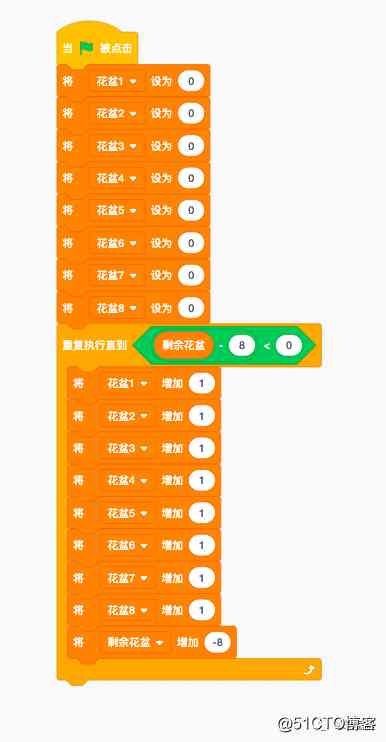 当 被点击
将 花盆1 设为 0
将 花盆2 设为 0
将 花盆3 设为 0
将 花盆4 设为 0
将 花盆5 设为 0
将 花盆6 设为 0
将 花盆7 设为 0
将 花盆8 设为 0
重复执行直到 剩余花盆 - 8 < 0
将 花盆1 增加 1
将 花盆2 增加 1
将 花盆3 增加 1
将 花盆4 增加 1
将 花盆5 增加 1
将 花盆6 增加 1
将 花盆7 增加 1
将 花盆8 增加 1
将 剩余花盆 增加 -8
@51CTO博客